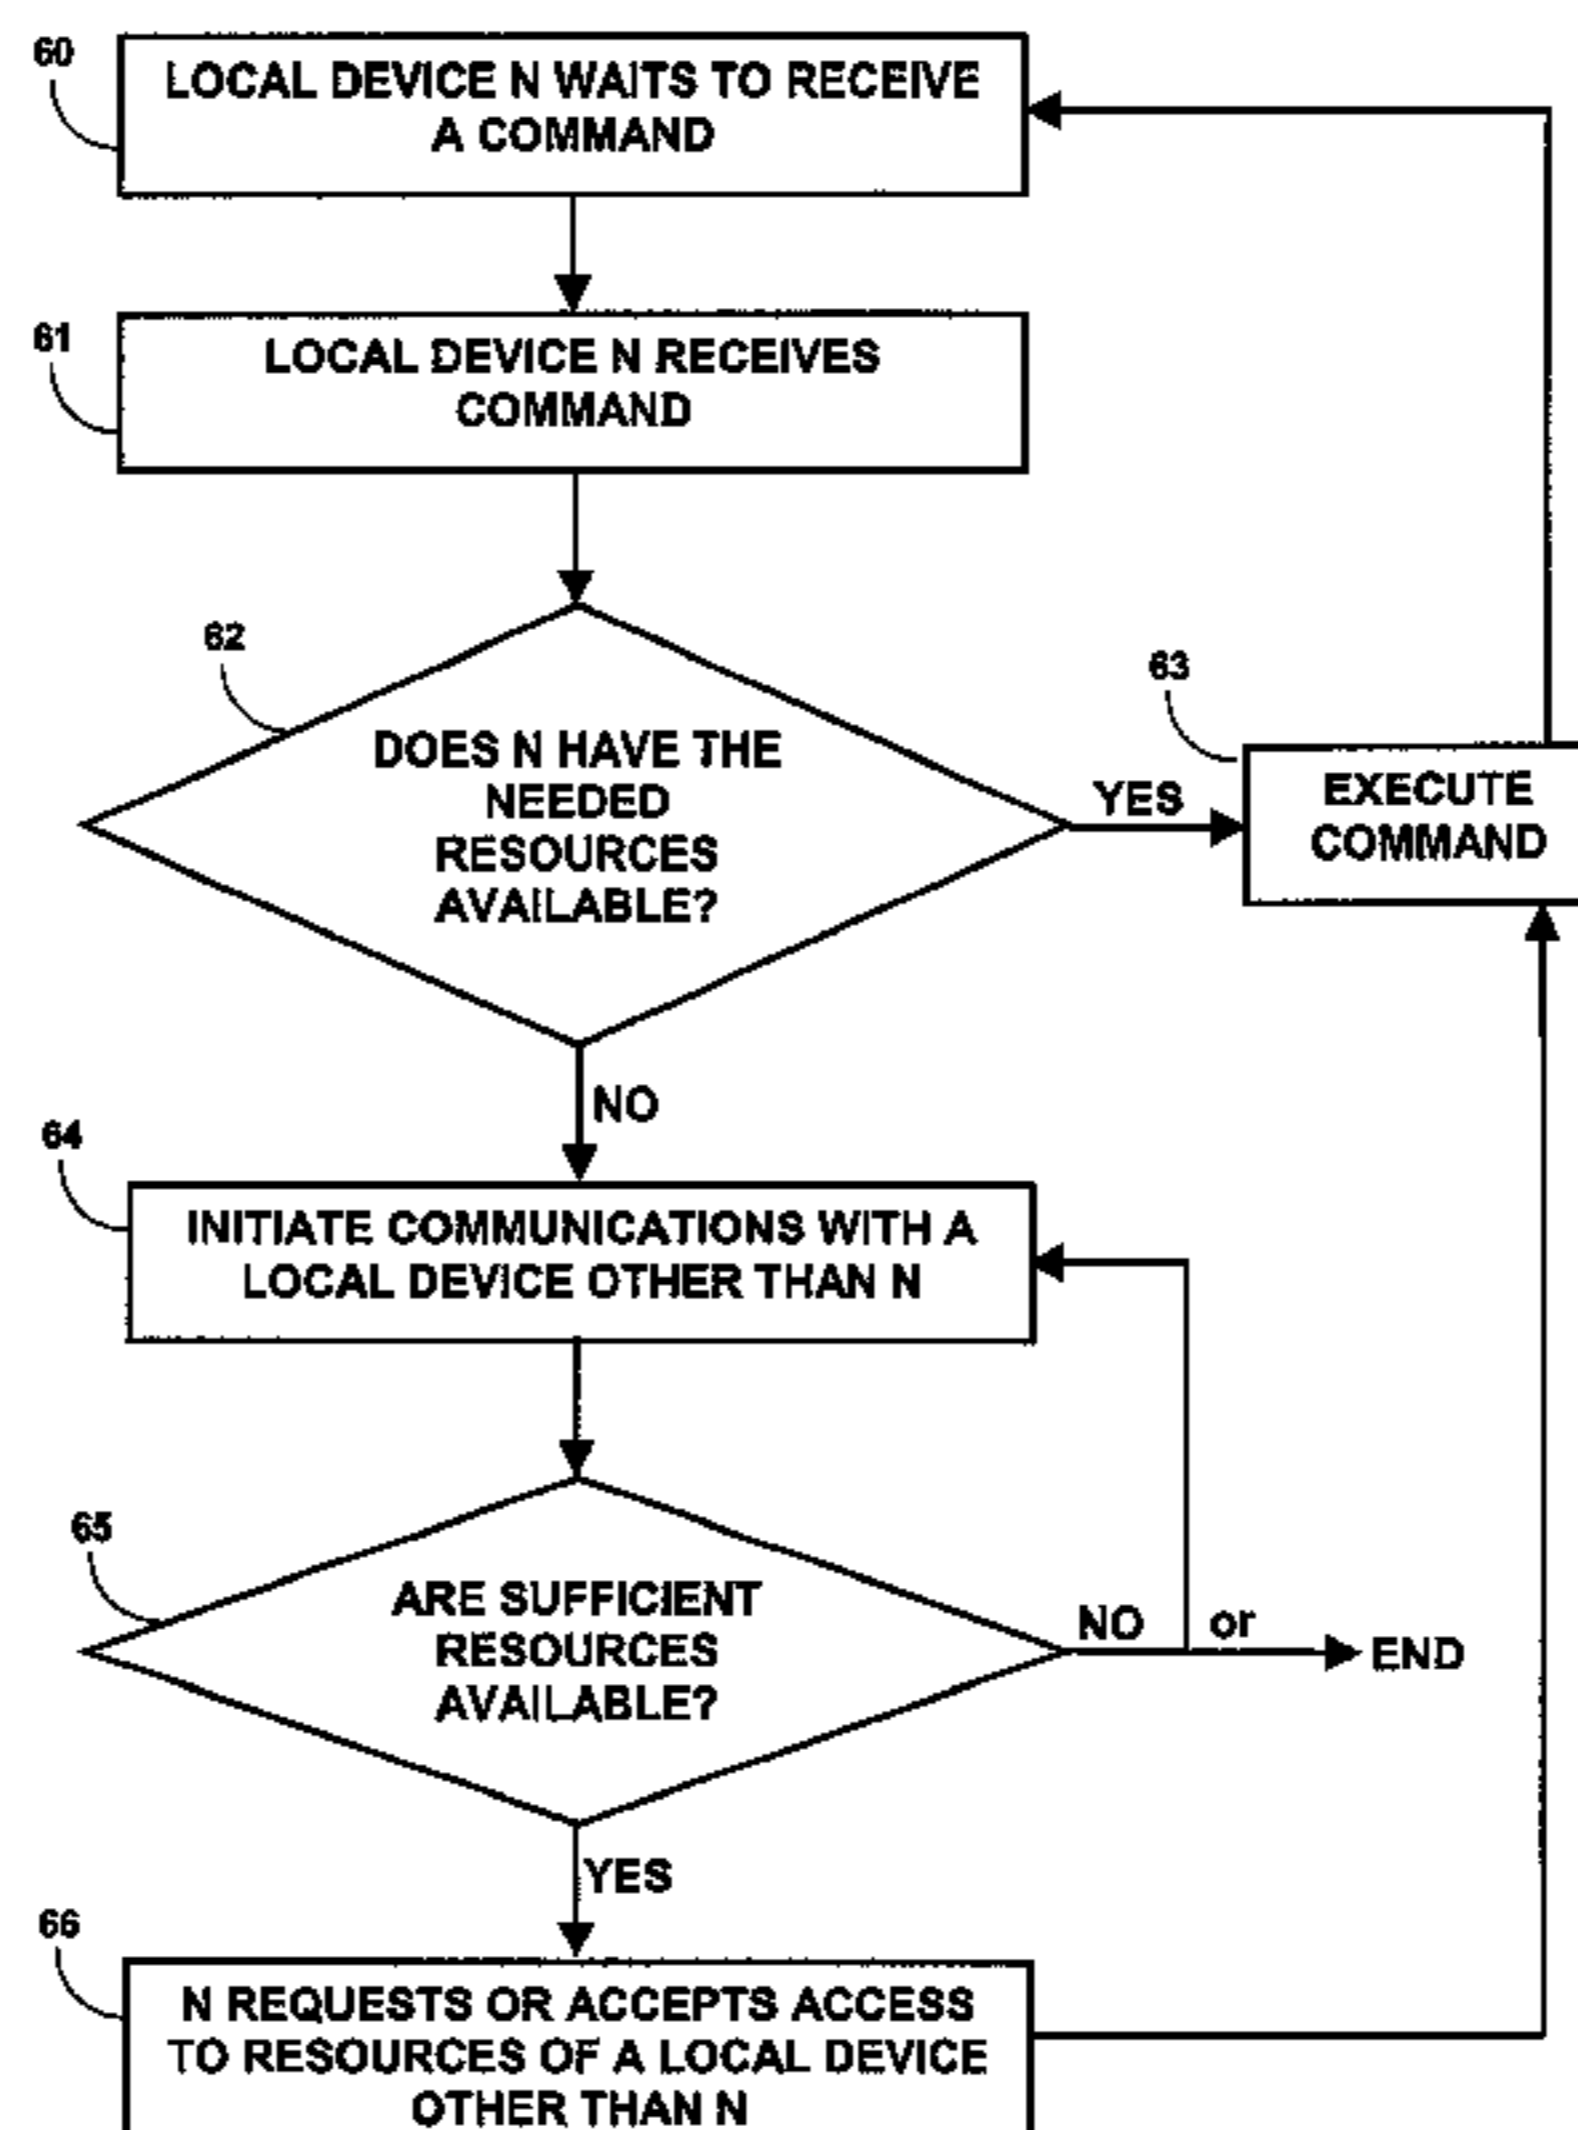 60
LOCAL DEVICE N WAITS TO RECEIVE
A COMMAND
61
LOCAL DEVICE N RECEIVES
COMMAND
62
DOES N HAVE THE
NEEDED
RESOURCES
AVAILABLE?
YES
63
EXECUTE
COMMAND
NO
64
INITIATE COMMUNICATIONS WITH A
LOCAL DEVICE OTHER THAN N
65
ARE SUFFICIENT
RESOURCES
AVAILABLE?
NO or
END
YES
66
N REQUESTS OR ACCEPTS ACCESS
TO RESOURCES OF A LOCAL DEVICE
OTHER THAN N